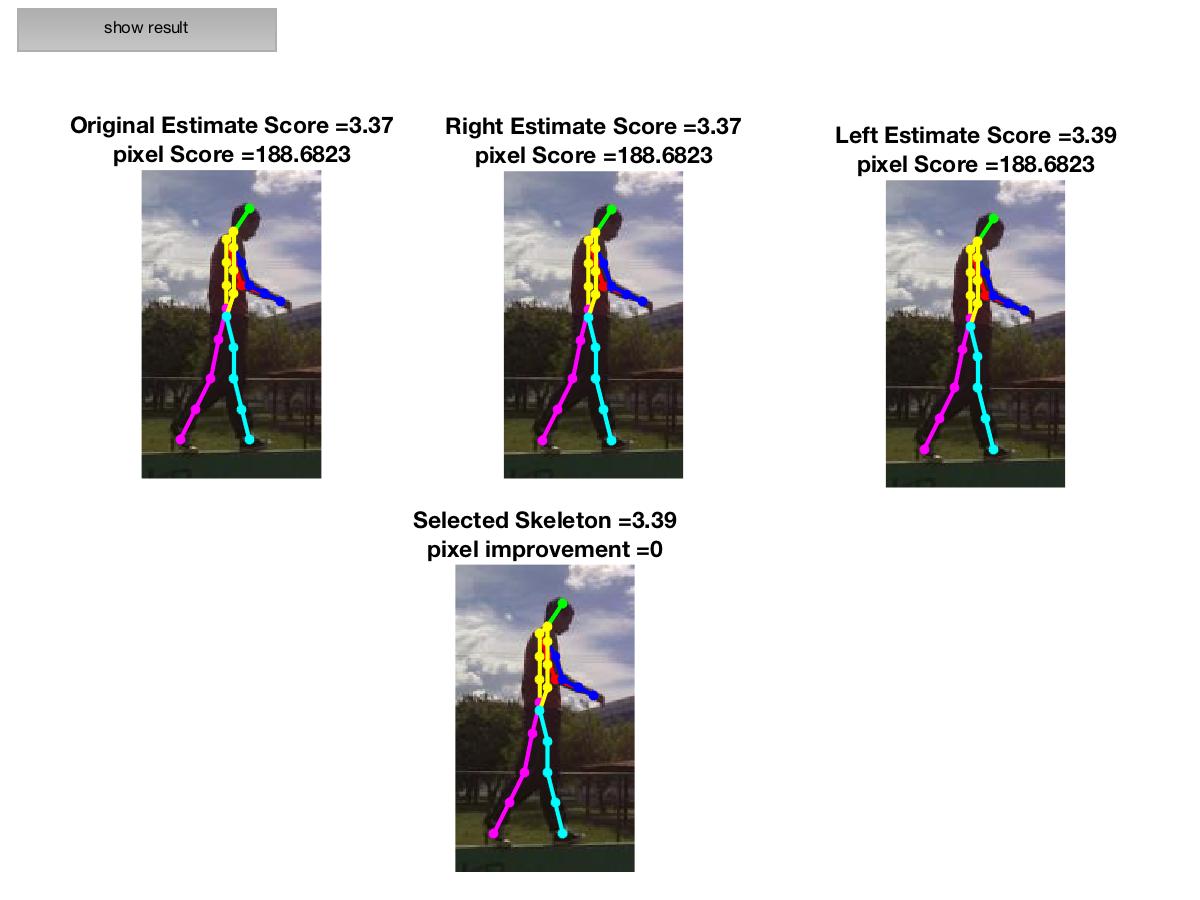 show result
Original Estimate Score =3.37
pixel Score =188.6823
Right Estimate Score =3.37
pixel Score =188.6823
Left Estimate Score =3.39
pixel Score =188.6823
Selected Skeleton =3.39
pixel improvement =0